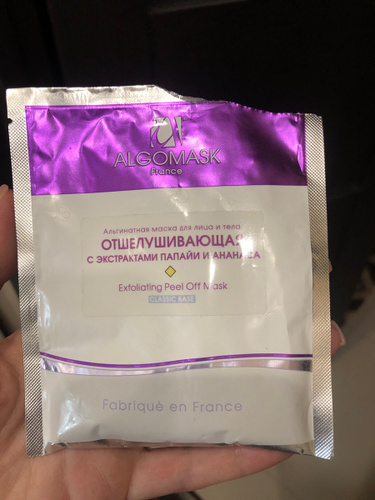 ALGOMASK
France
Альгинатная маска для лица и тела
ОТШЕЛУШИВАЮЩАЯ
С ЭКСТРАКТАМИ ПАПАЙИ И АНАНАСА
Exfoliating Peel Off Mask
CLASSIC BASE
Fabriqué en France